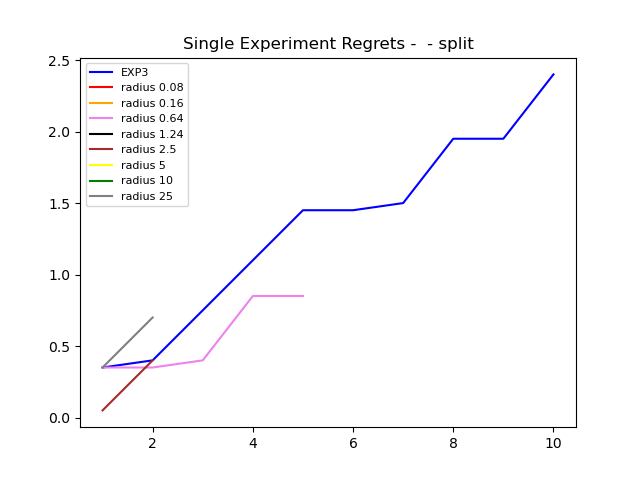 Single Experiment Regrets -  - split
2.5
2.0
1.5
1.0
0.5
0.0
EXP3
radius 0.08
radius 0.16
radius 0.64
radius 1.24
radius 2.5
radius 5
radius 10
radius 25
2 4 6 8 10